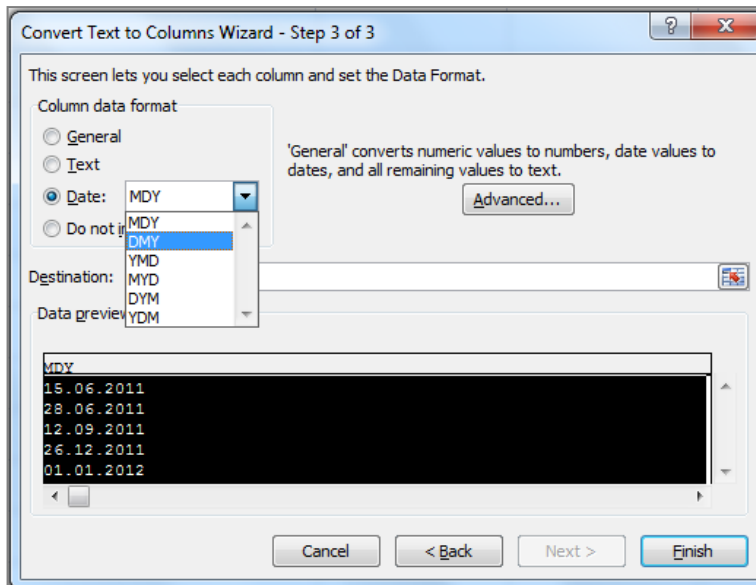 Convert Text to Columns Wizard - Step 3 of 3
?
X
This screen lets you select each column and set the Data Format.
Column data format
General
Text
Date: MDY
Do not i
MDY
DMY
YMD
MYD
DYM
YDM
'General' converts numeric values to numbers, date values to
dates, and all remaining values to text.
Advanced...
Destination:
Data preview
MDY
15.06.2011
28.06.2011
12.09.2011
26.12.2011
01.01.2012
Cancel
< Back
Next >
Finish